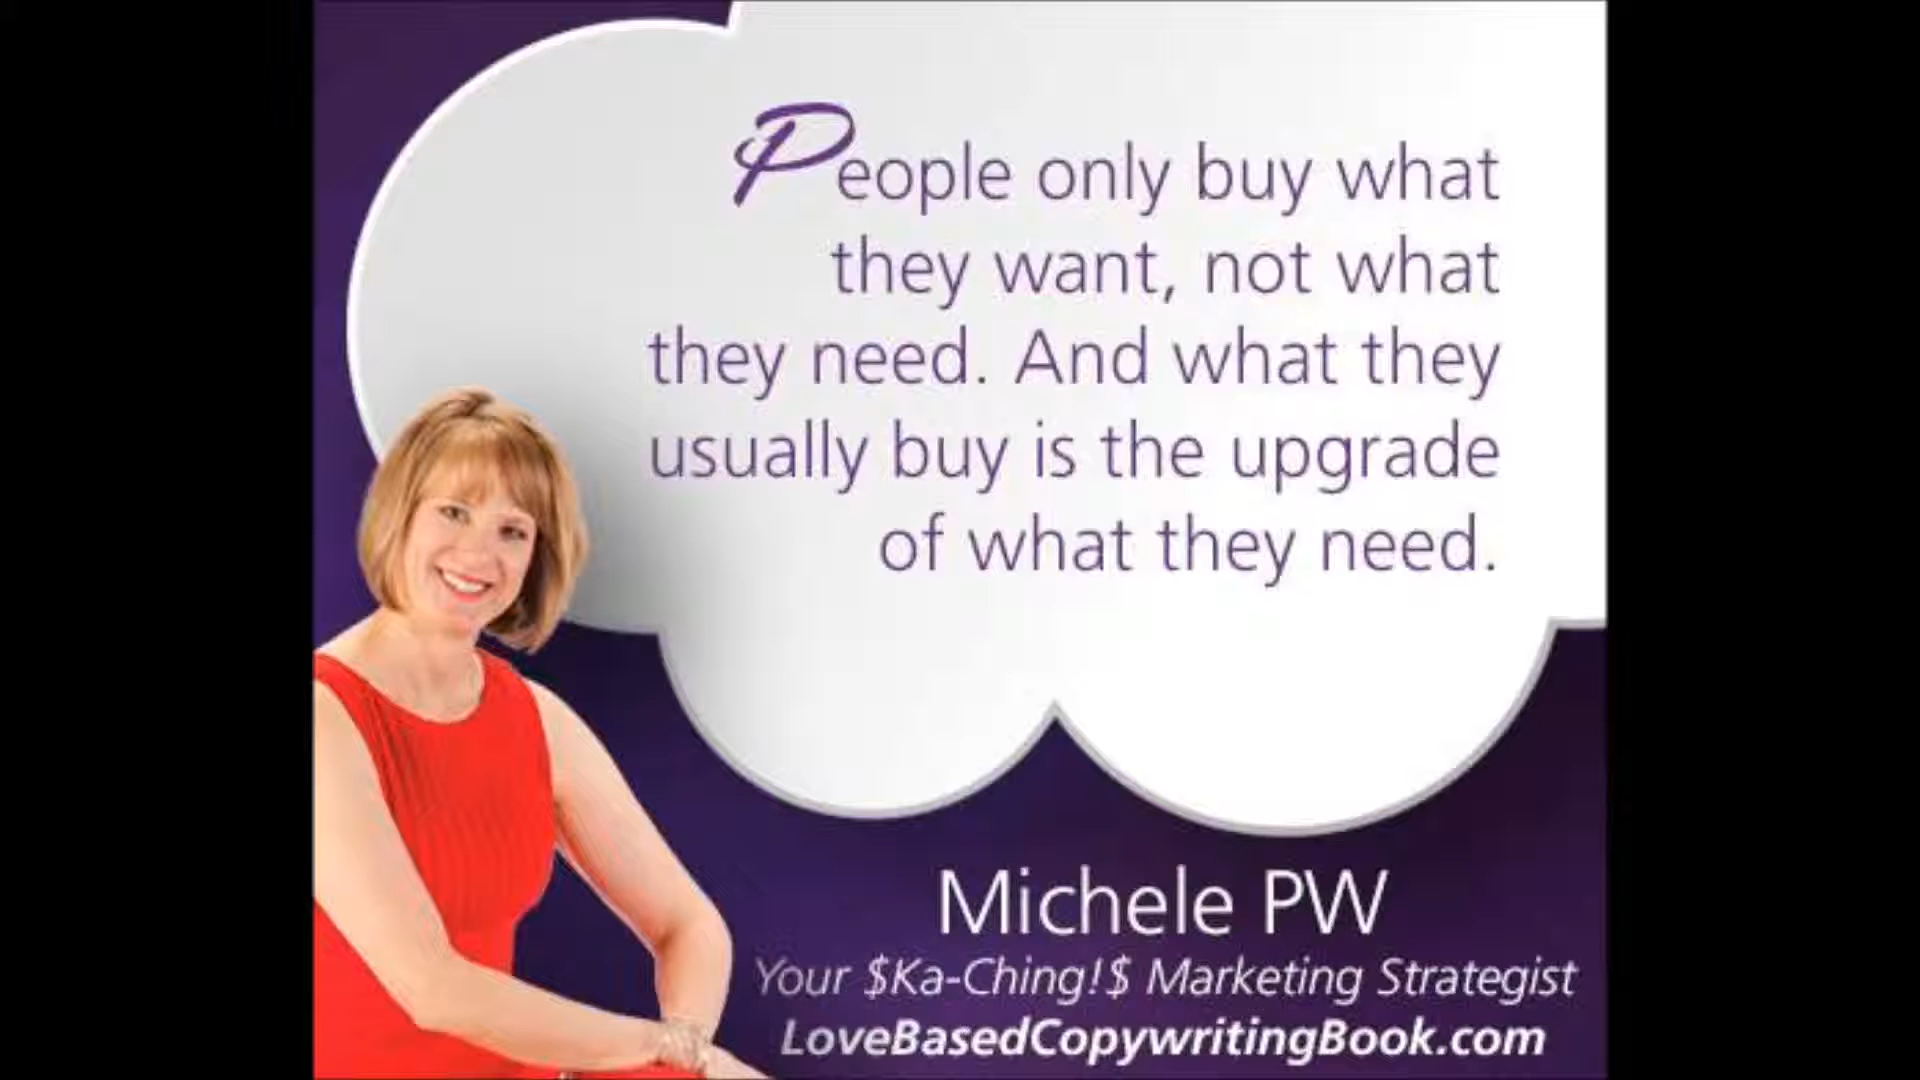 People only buy what
they want, not what
they need. And what they
usually buy is the upgrade
of what they need.
Michele PW
Your $Ka-Ching!$ Marketing Strategist
LoveBasedCopywritingBook.com